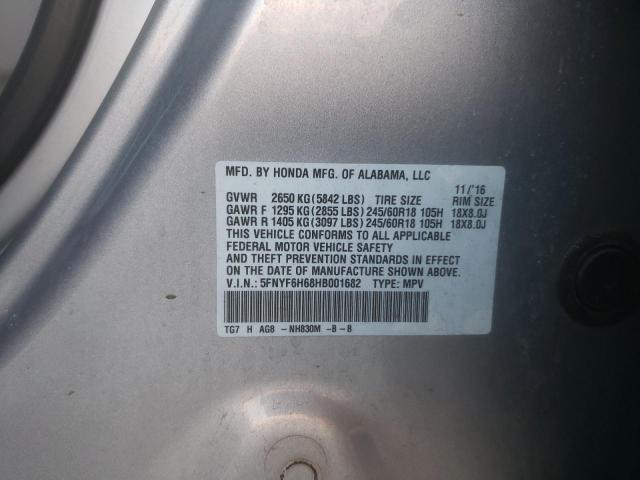 MFD. BY HONDA MFG. OF ALABAMA, LLC 11/'16
GVWR 2650 KG (5842 LBS) TIRE SIZE RIM SIZE
GAWR F 1295 KG (2855 LBS) 245/60R18 105H 18X8.0J
GAWR R 1405 KG (3097 LBS) 245/60R18 105H 18X8.0J
THIS VEHICLE CONFORMS TO ALL APPLICABLE
FEDERAL MOTOR VEHICLE SAFETY
AND THEFT PREVENTION STANDARDS IN EFFECT
ON THE DATE OF MANUFACTURE SHOWN ABOVE.
V.I.N.: 5FNYF6H68HB001682 TYPE: MPV
TG7 H AG8 -NH830M -B-B